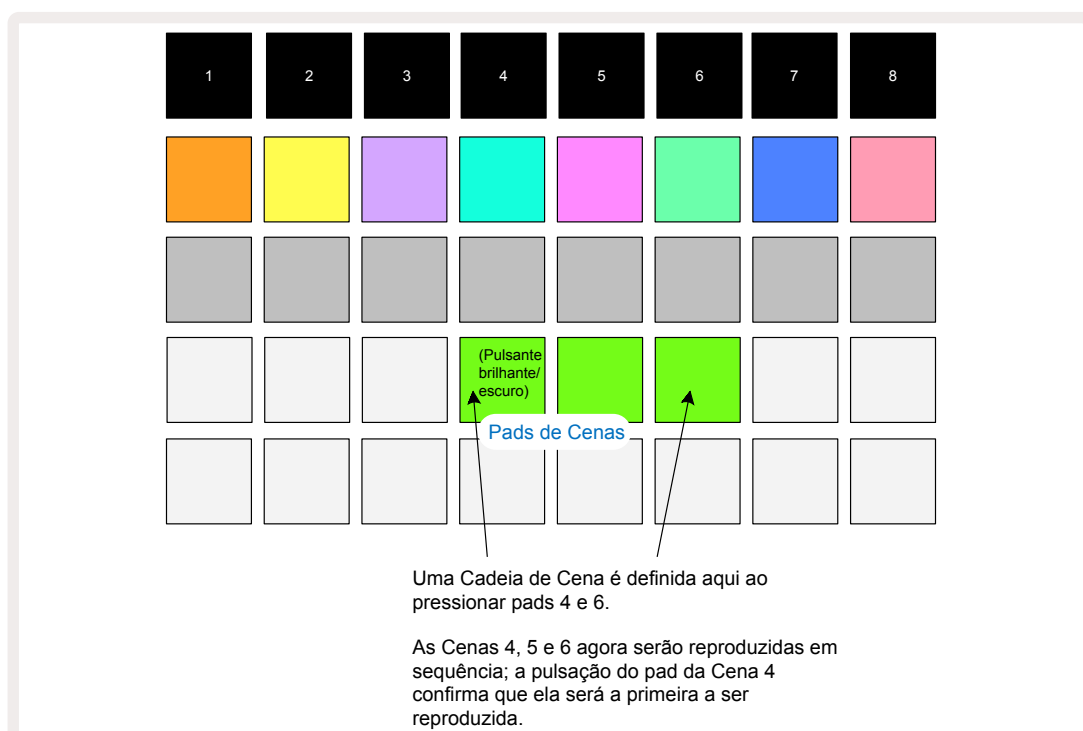 1 2 3 4 5 6 7 8
(Pulsante
brilhante/
escuro)
Pads de Cenas
Uma Cadeia de Cena é definida aqui ao
pressionar pads 4 e 6.
As Cenas 4, 5 e 6 agora serão reproduzidas em
sequência; a pulsação do pad da Cena 4
confirma que ela será a primeira a ser
reproduzida.